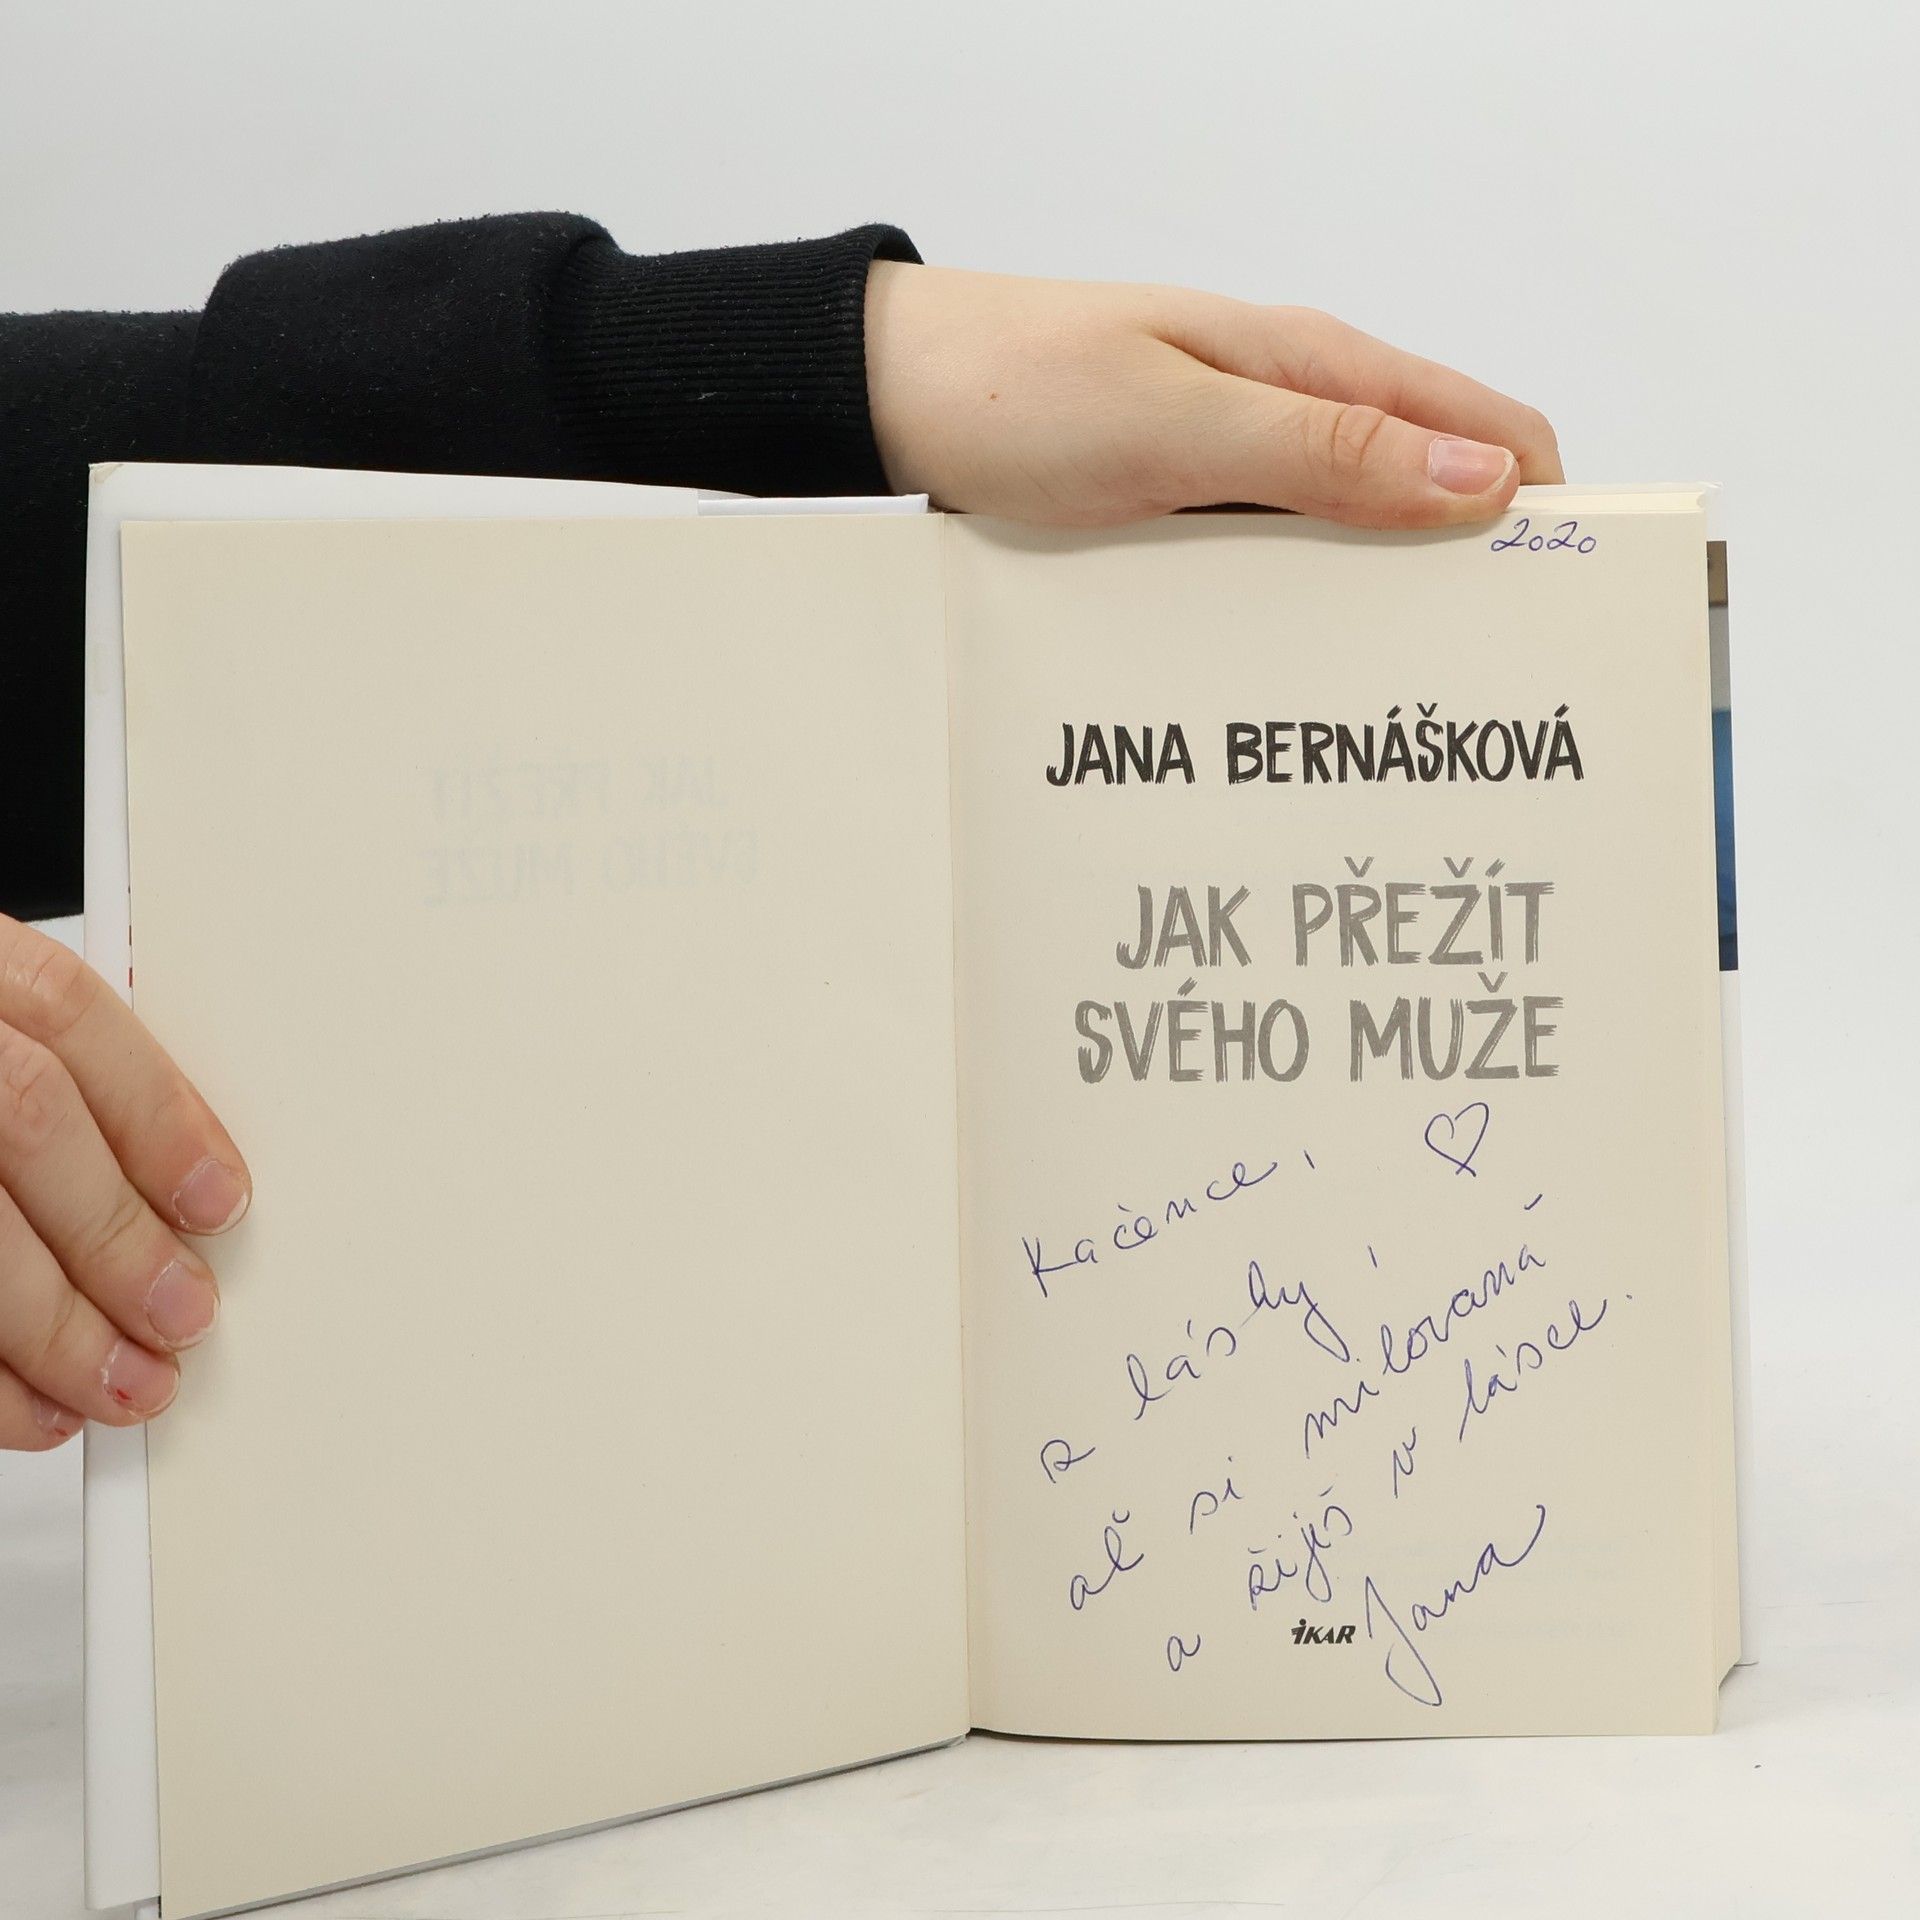 2020
JANA BERNÁŠKOVÁ
JAK PŘEŽÍT
SVÉHO MUŽE
Kačence,
z lásky,
ať si milovaná
a žiješ v lásce.
Jana
iKAR